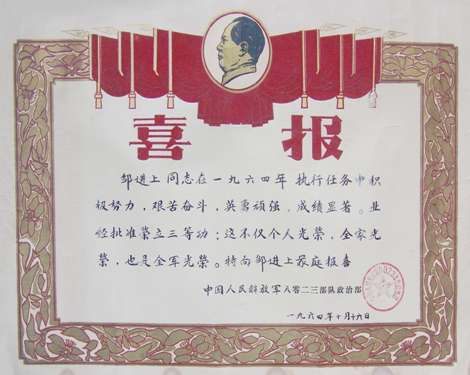 喜报
邹进上同志在一九六四年 执行任务中积
极努力，艰苦奋斗，英勇顽强，成绩显著。业
经批准荣立三等功；这不仅个人光荣，全家光
荣，也是全军光荣。特向邹进上家庭报喜
中国人民解放军八零二三部队政治部
一九六四年十月十六日